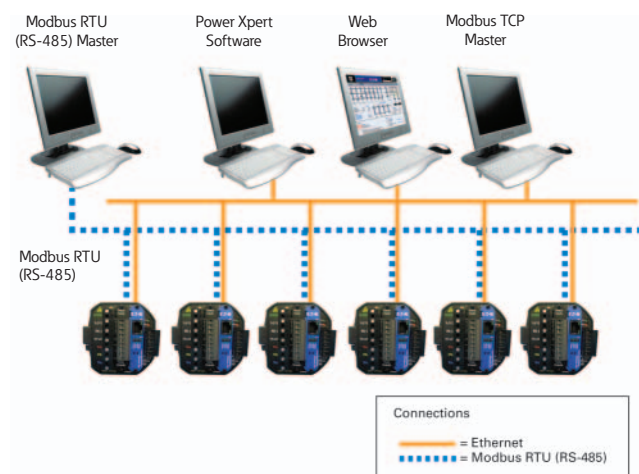 Modbus RTU
(RS-485) Master
Power Xpert
Software
Web
Browser
Modbus TCP
Master
Modbus RTU
(RS-485)
Connections
= Ethernet
= Modbus RTU (RS-485)